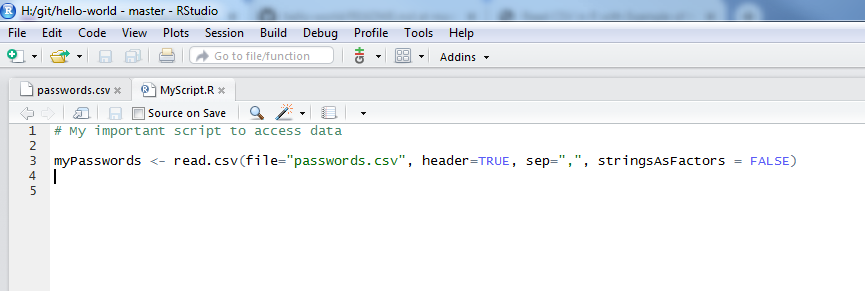 H:/git/hello-world - master - RStudio
File Edit Code View Plots Session Build Debug Profile Tools Help
Go to file/function Addins
passwords.csv MyScript.R
Source on Save
1 # My important script to access data
2
3 myPasswords <- read.csv(file="passwords.csv", header=TRUE, sep=",", stringsAsFactors = FALSE)
4
5